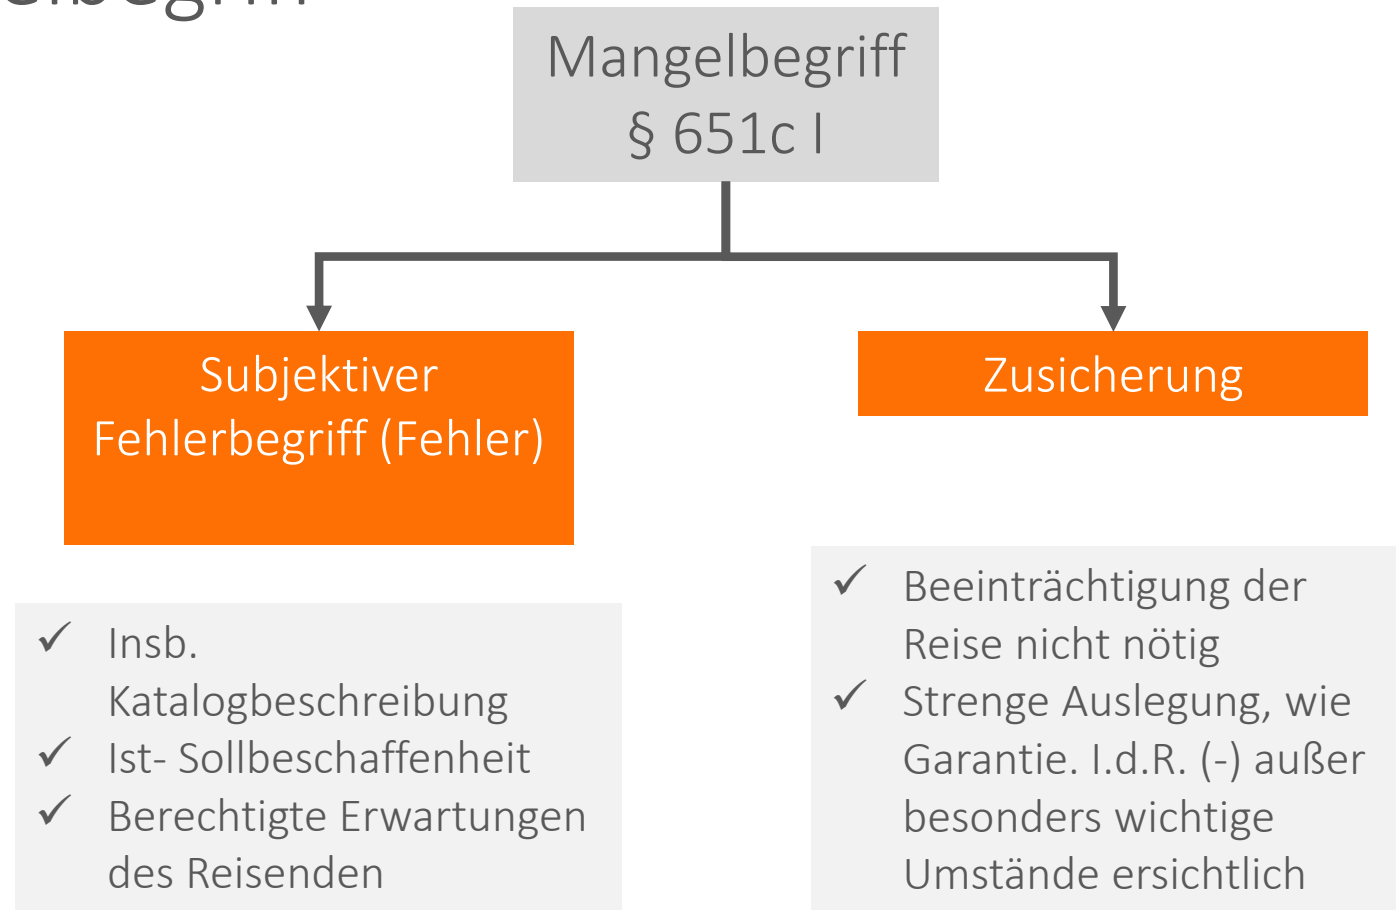 Mangelbegriff
§ 651c I
Subjektiver
Fehlerbegriff (Fehler)
Zusicherung
✓ Insb.
Katalogbeschreibung
✓ Ist- Sollbeschaffenheit
✓ Berechtigte Erwartungen
des Reisenden
✓ Beeinträchtigung der
Reise nicht nötig
✓ Strenge Auslegung, wie
Garantie. I.d.R. (-) außer
besonders wichtige
Umstände ersichtlich